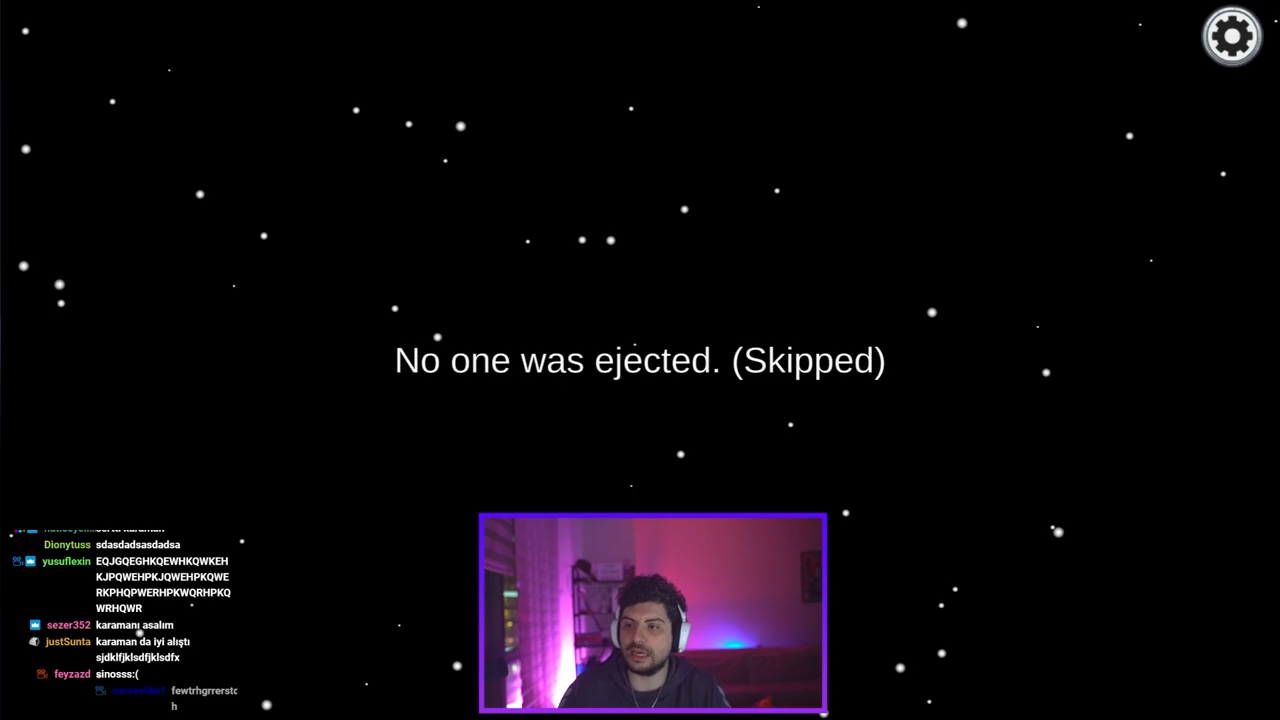 No one was ejected. (Skipped)
Dionytuss sdasdadsasdadsa
yusuflexin EQJGQEGHKQEWHKQWKEH
KJPQWEHPKJQWEHPKQWE
RKPHQPWERHPKWQRHPKQ
WRHQWR
sezer352 karamanı asalım
justSunta karaman da iyi alıştı
sjdklfjklsdfjklsdfx
feyzazd sinosss:(
fewtrhgrrerstc
h